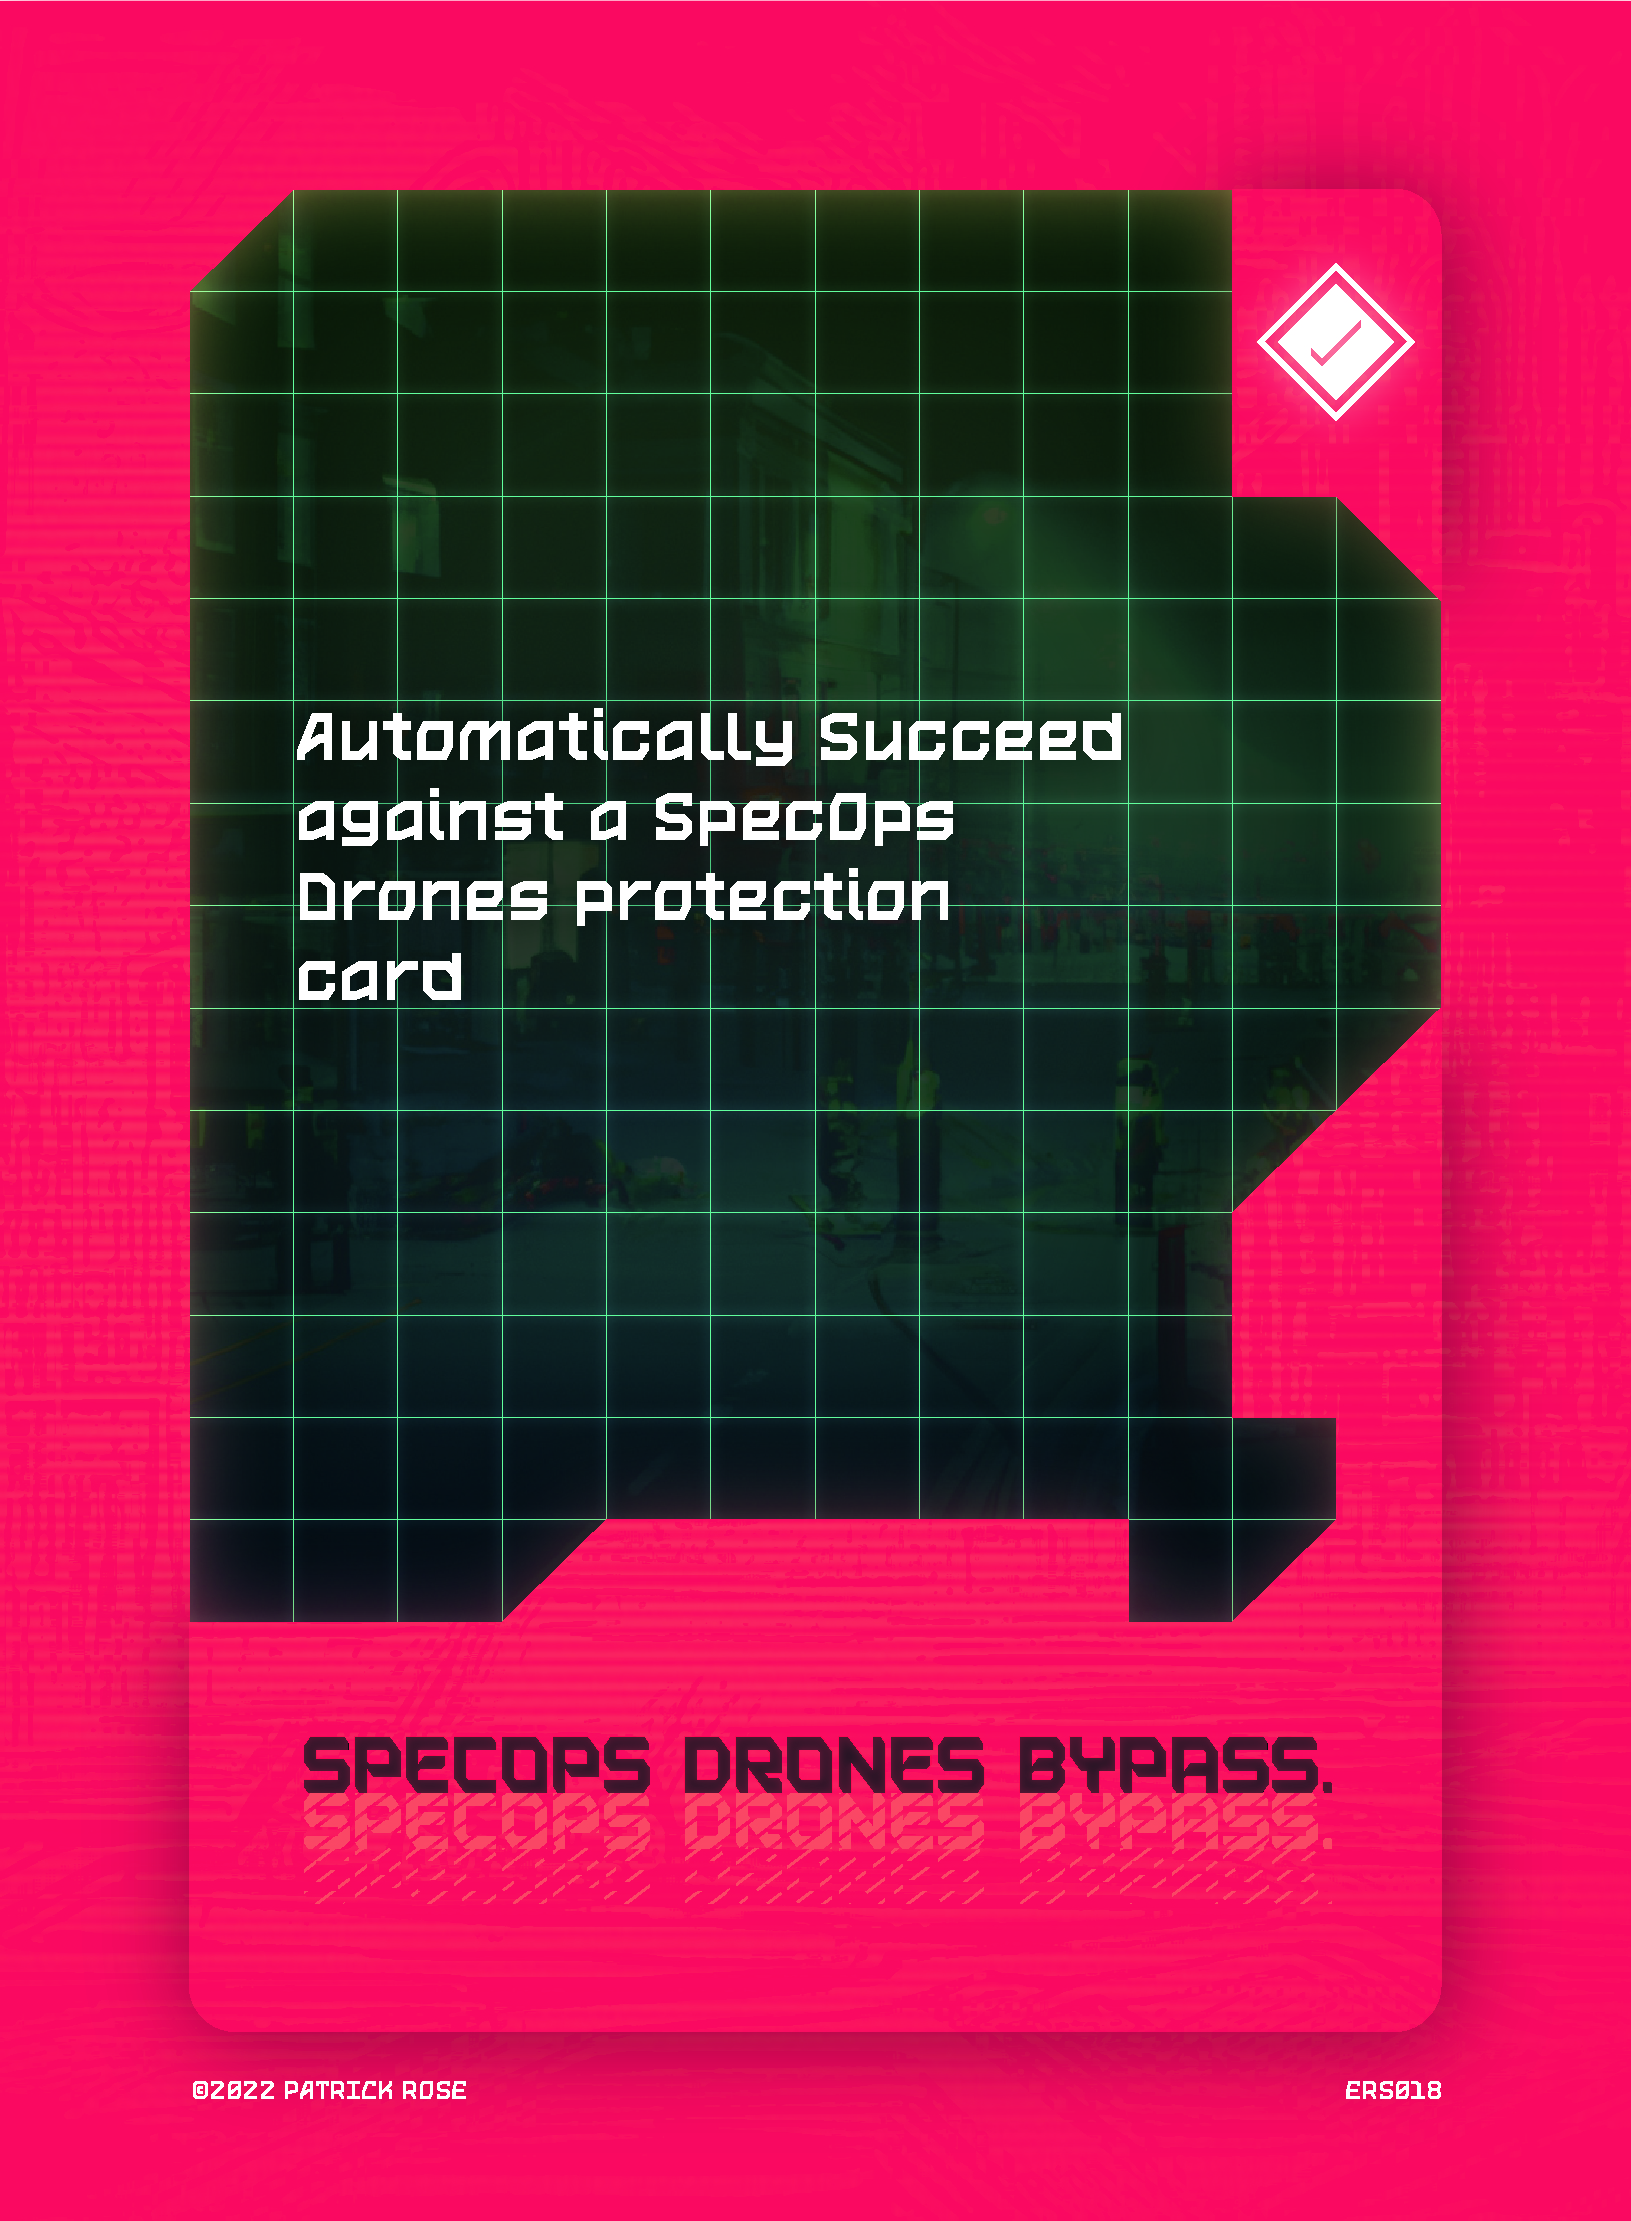 Automatically Succeed
against a SpecOps
Drones protection
card
SPECOPS DRONES BYPASS.
SPECOPS DRONES BYPASS.
©2022 PATRICK ROSE
ERS018